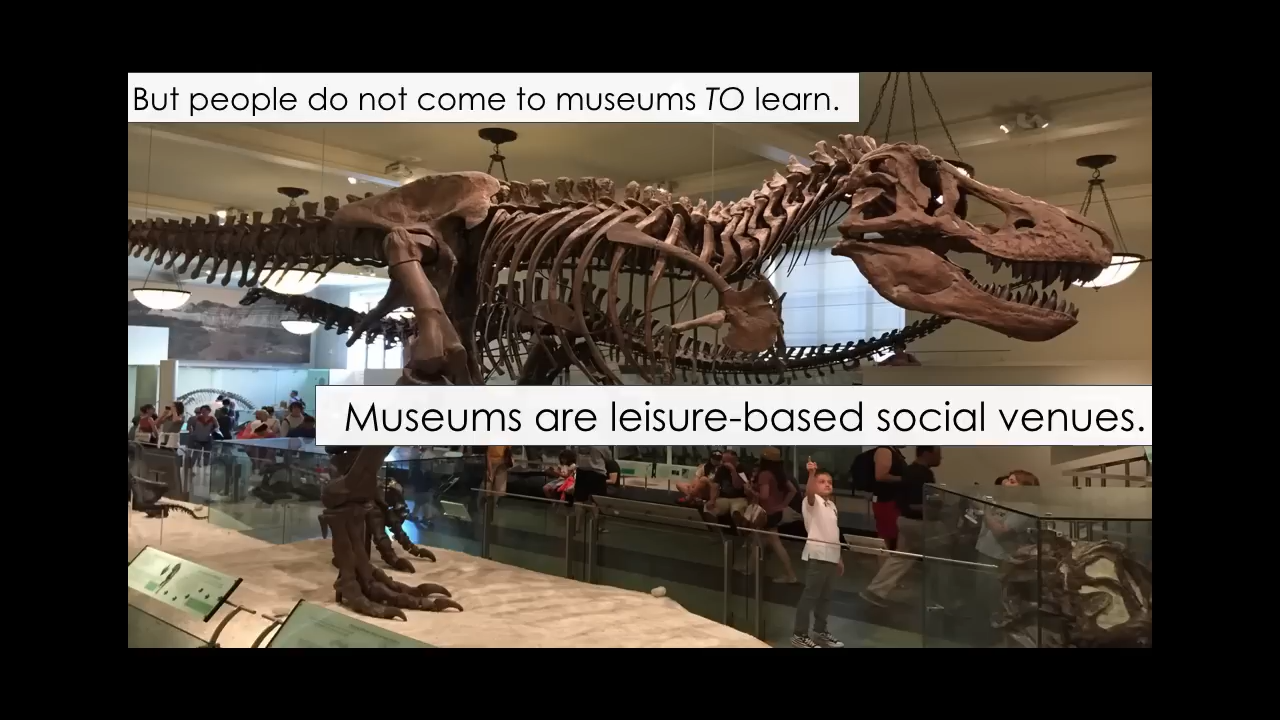 But people do not come to museums TO learn.
Museums are leisure-based social venues.